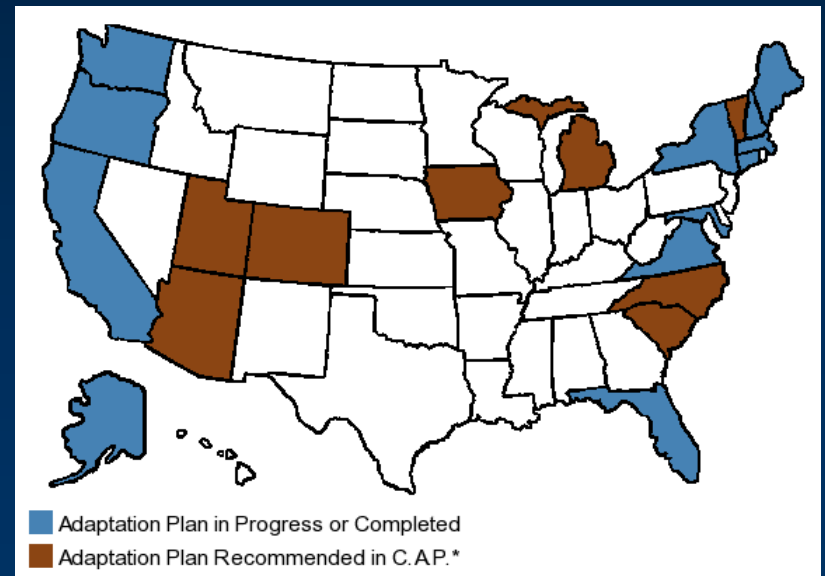 Adaptation Plan in Progress or Completed
Adaptation Plan Recommended in C.A.P.*